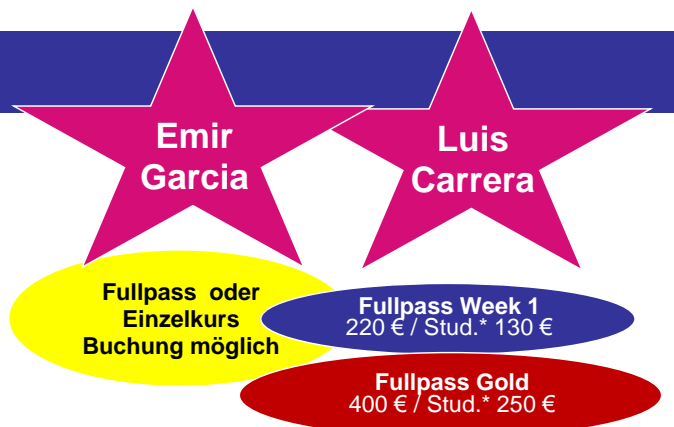 Emir
Garcia
Luis
Carrera
Fullpass oder
Einzelkurs
Buchung möglich
Fullpass Week 1
220 € / Stud.* 130 €
Fullpass Gold
400 € / Stud.* 250 €